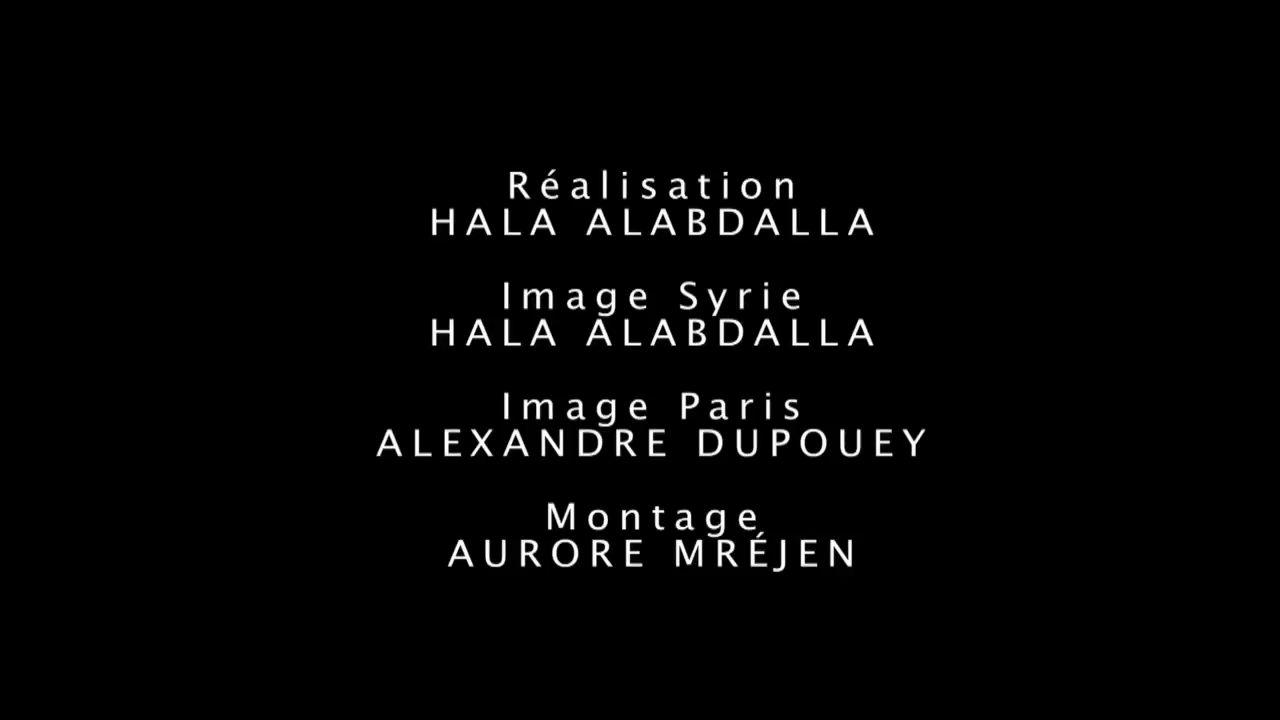 Réalisation
HALA ALABDALLA
Image Syrie
HALA ALABDALLA
Image Paris
ALEXANDRE DUPOUEY
Montage
AURORE MRÉJEN